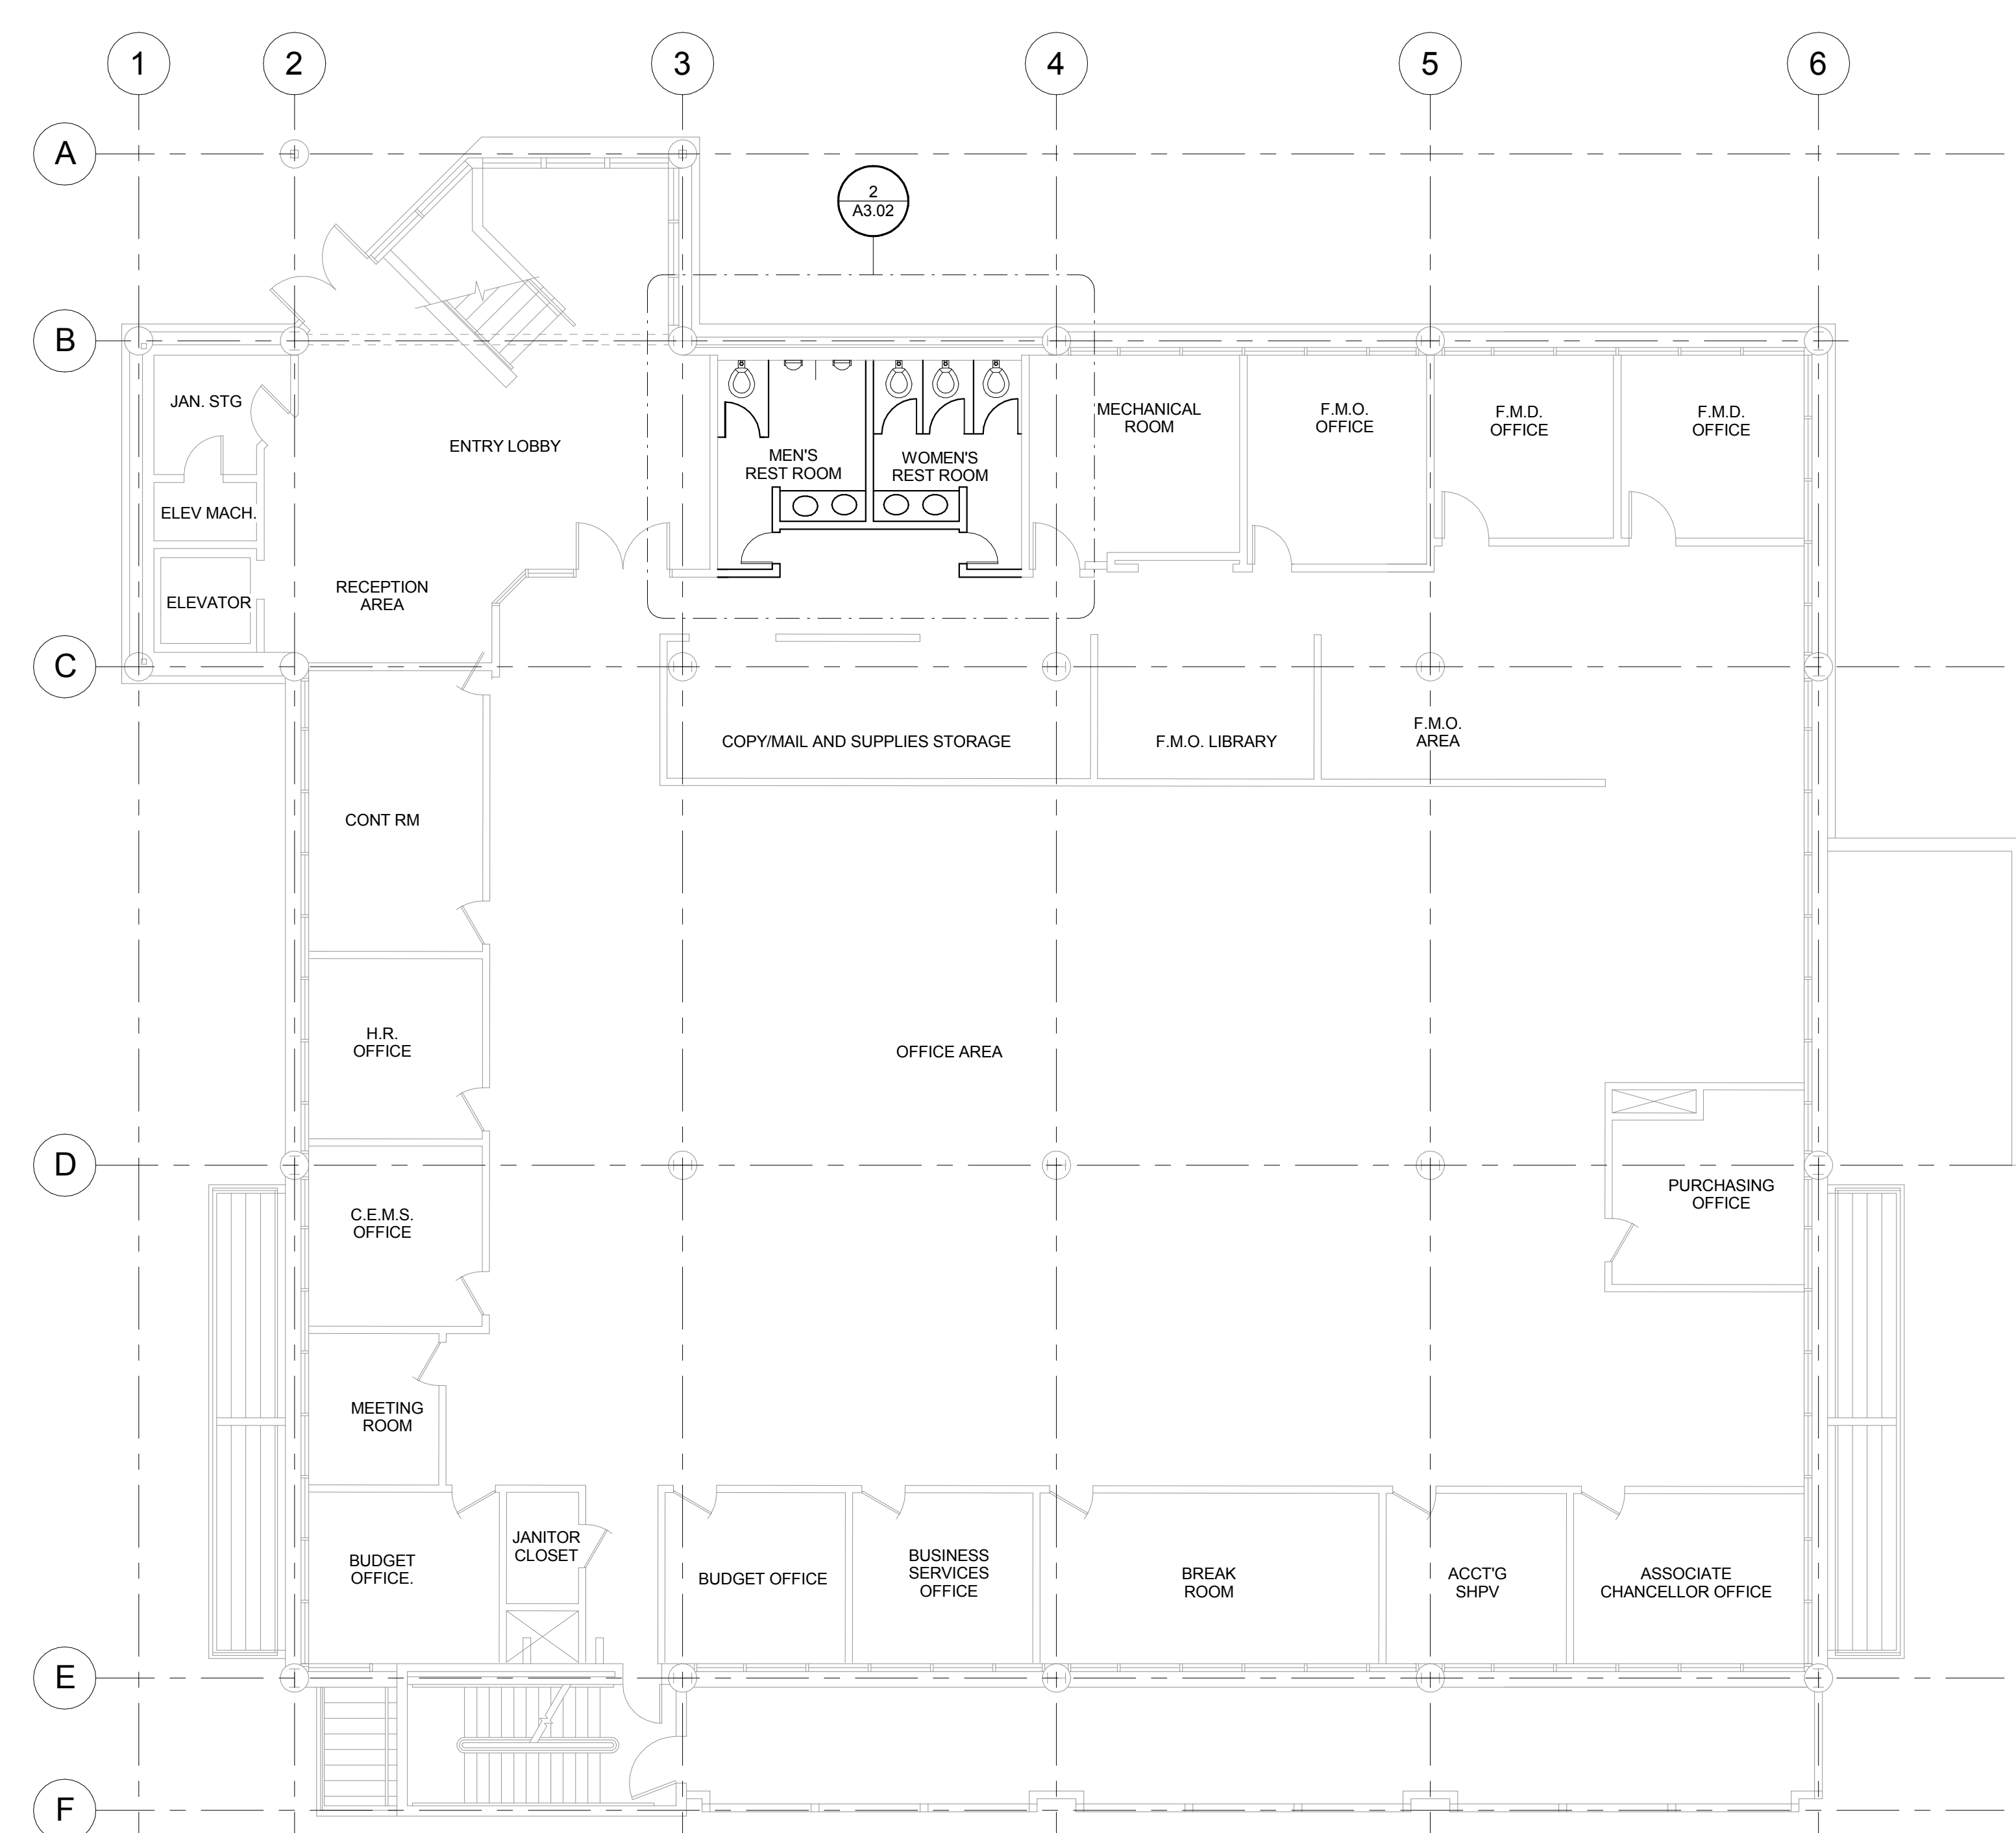 1
2
3
4
5
6
A
2
A3.02
B
JAN. STG
ENTRY LOBBY
MEN'S
REST ROOM
WOMEN'S
REST ROOM
MECHANICAL
ROOM
F.M.O.
OFFICE
F.M.D.
OFFICE
F.M.D.
OFFICE
ELEV MACH.
ELEVATOR
RECEPTION
AREA
C
COPY/MAIL AND SUPPLIES STORAGE
F.M.O. LIBRARY
F.M.O.
AREA
CONT RM
H.R.
OFFICE
OFFICE AREA
D
C.E.M.S.
OFFICE
PURCHASING
OFFICE
MEETING
ROOM
BUDGET
OFFICE.
JANITOR
CLOSET
BUDGET OFFICE
BUSINESS
SERVICES
OFFICE
BREAK
ROOM
ACCT'G
SHPV
ASSOCIATE
CHANCELLOR OFFICE
E
F